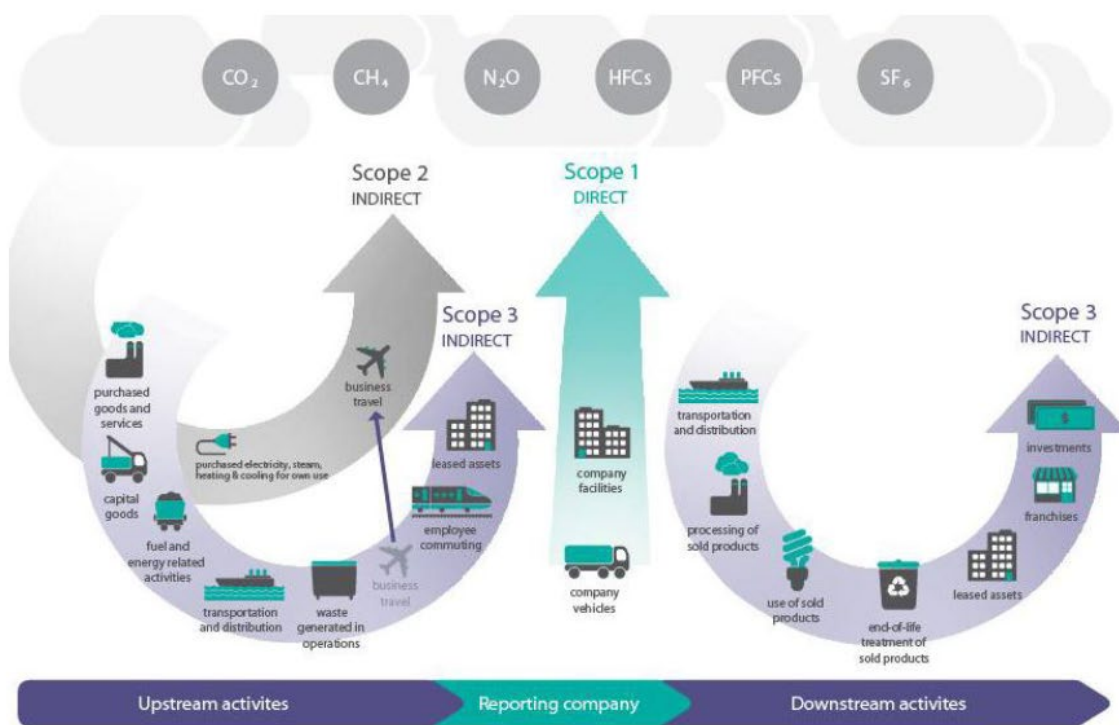 CO₂
CH₄
N₂O
HFCs
PFCs
SF₆
Scope 2
INDIRECT
Scope 1
DIRECT
Scope 3
INDIRECT
Scope 3
INDIRECT
purchased
goods and
services
capital
goods
fuel and
energy related
activities
transportation
and distribution
waste
generated in
operations
business
travel
employee
commuting
leased assets
purchased electricity, steam,
heating & cooling for own use
business
travel
company
facilities
company
vehicles
transportation
and distribution
processing of
sold products
use of sold
products
end-of-life
treatment of
sold products
leased assets
franchises
investments
Upstream activites
Reporting company
Downstream activites